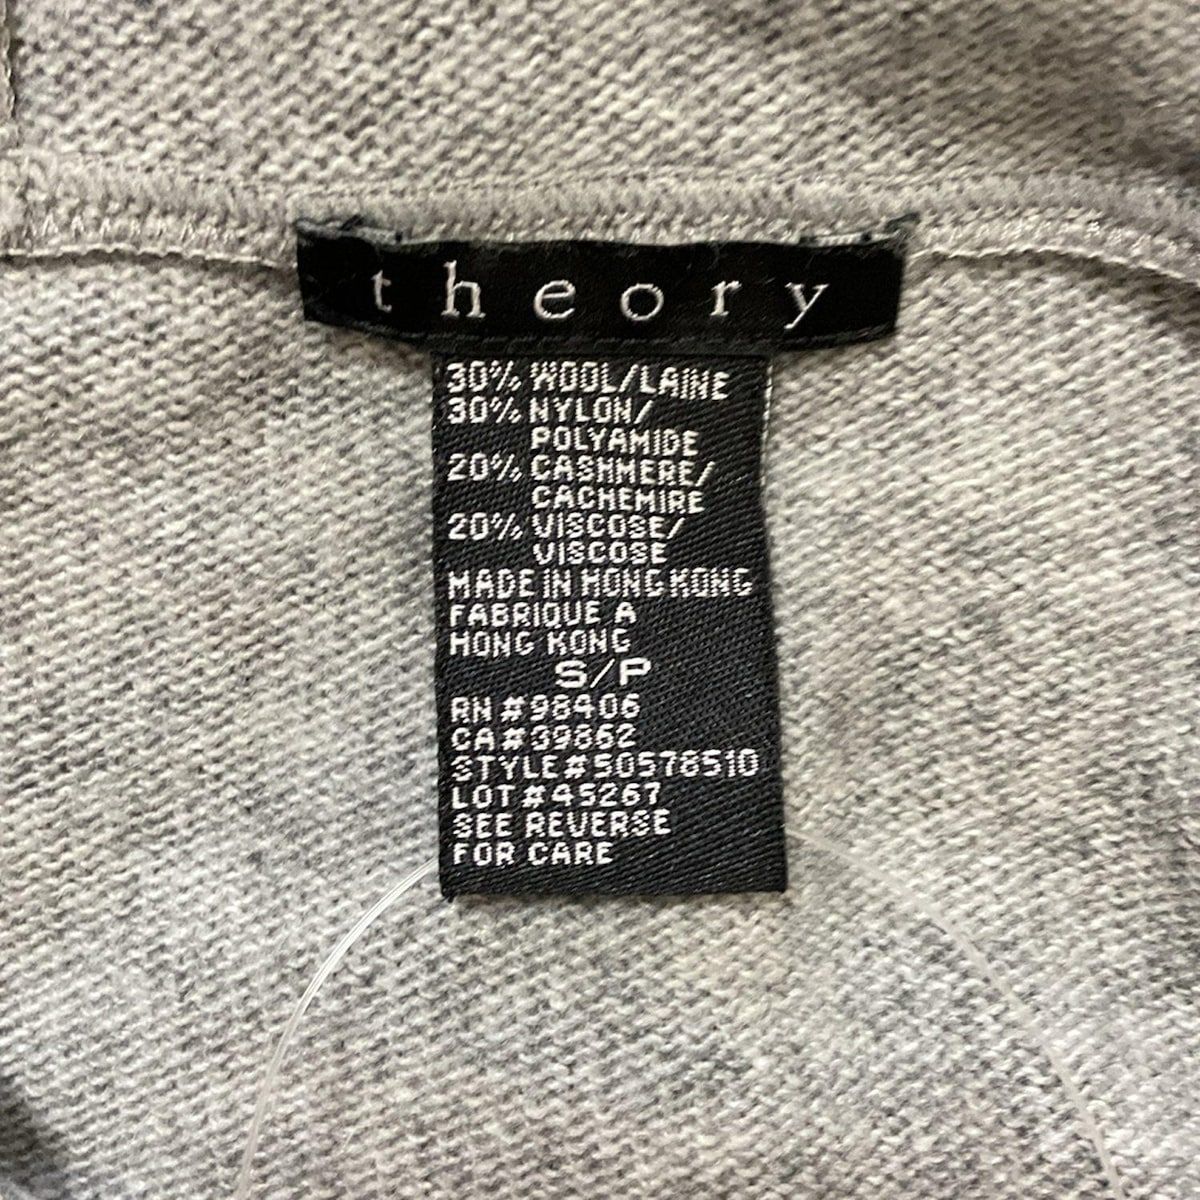 theory
30% WOOL/LAINE
30% NYLON/
POLYAMIDE
20% CASHMERE/
CACHEMIRE
20% VISCOSE/
VISCOSE
MADE IN HONG KONG
FABRIQUE A
HONG KONG
S/P
RN #98406
CA #39862
STYLE#50578510
LOT #45267
SEE REVERSE
FOR CARE